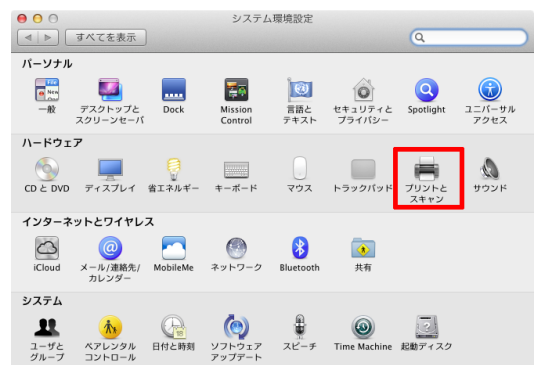 システム環境設定
すべてを表示
パーソナル
一般
デスクトップと
スクリーンセーバ
Dock
Mission
Control
言語と
テキスト
セキュリティと
プライバシー
Spotlight
ユニバーサル
アクセス
ハードウェア
CD と DVD
ディスプレイ
省エネルギー
キーボード
マウス
トラックパッド
プリントと
スキャン
サウンド
インターネットとワイヤレス
iCloud
メール/連絡先/
カレンダー
MobileMe
ネットワーク
Bluetooth
共有
システム
ユーザと
グループ
ペアレンタル
コントロール
日付と時刻
ソフトウェア
アップデート
スピーチ
Time Machine
起動ディスク